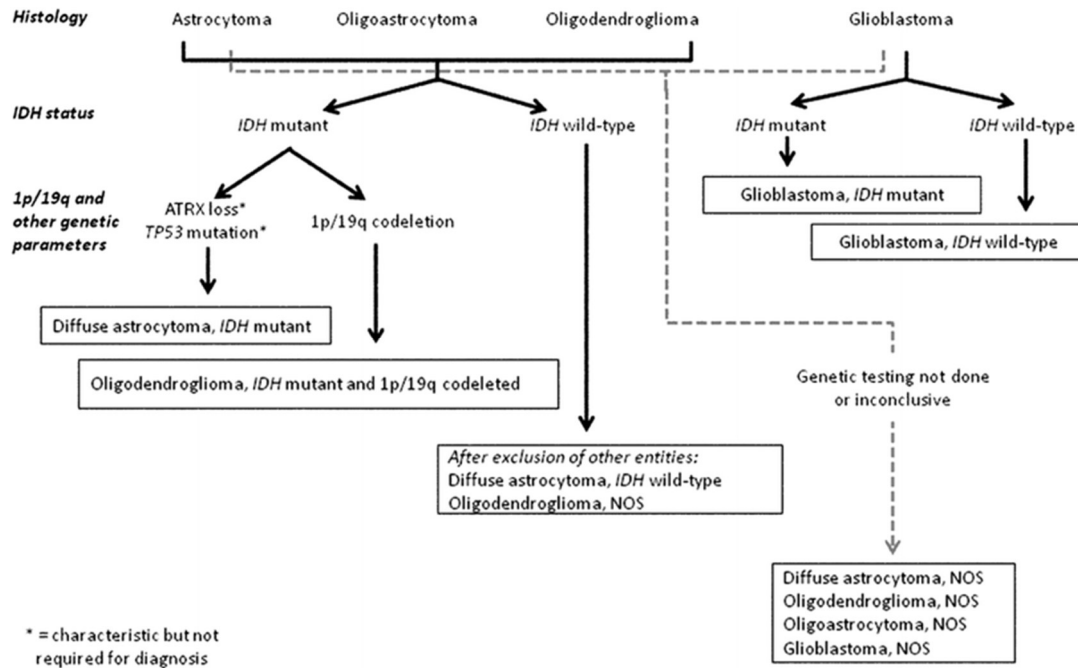 Histology
Astrocytoma
Oligoastrocytoma
Oligodendroglioma
Glioblastoma
IDH status
IDH mutant
IDH wild-type
IDH mutant
IDH wild-type
1p/19q and
other genetic
parameters
ATRX loss*
TP53 mutation*
1p/19q codeletion
Glioblastoma, IDH mutant
Glioblastoma, IDH wild-type
Diffuse astrocytoma, IDH mutant
Oligodendroglioma, IDH mutant and 1p/19q codeleted
Genetic testing not done
or inconclusive
After exclusion of other entities:
Diffuse astrocytoma, IDH wild-type
Oligodendroglioma, NOS
Diffuse astrocytoma, NOS
Oligodendroglioma, NOS
Oligoastrocytoma, NOS
Glioblastoma, NOS
* = characteristic but not
required for diagnosis